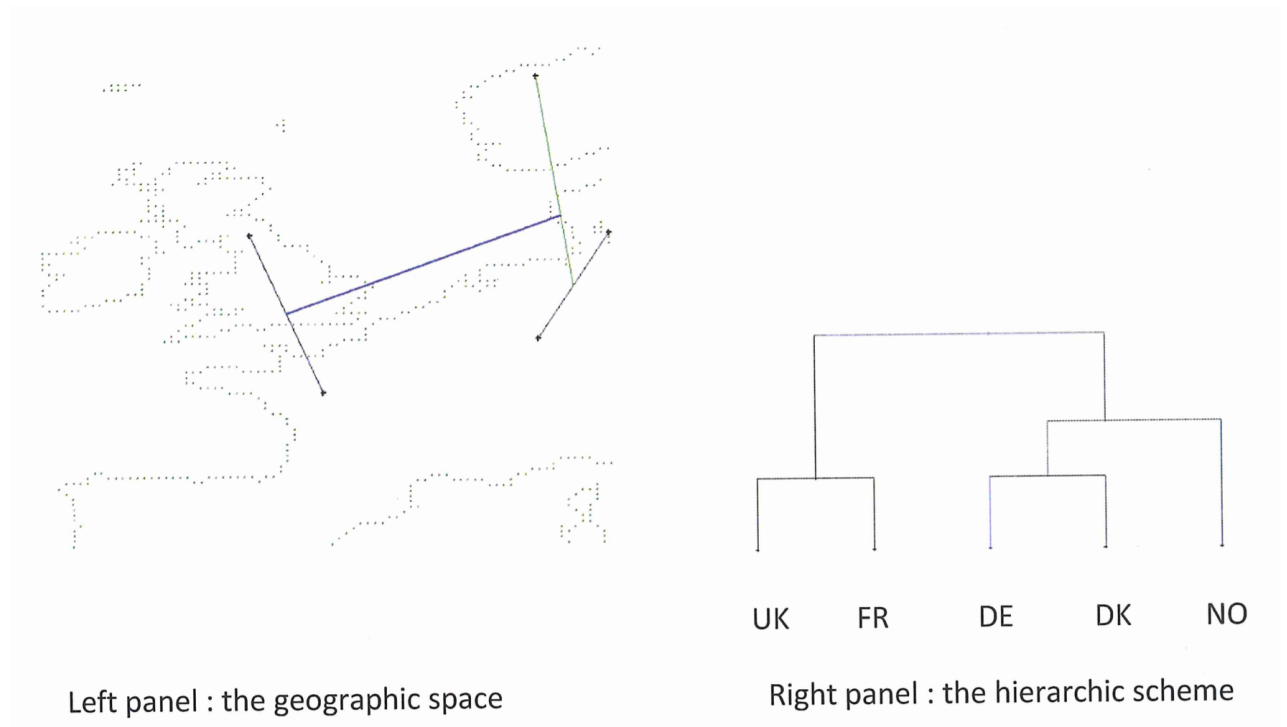 UK FR DE DK NO
Left panel : the geographic space
Right panel : the hierarchic scheme